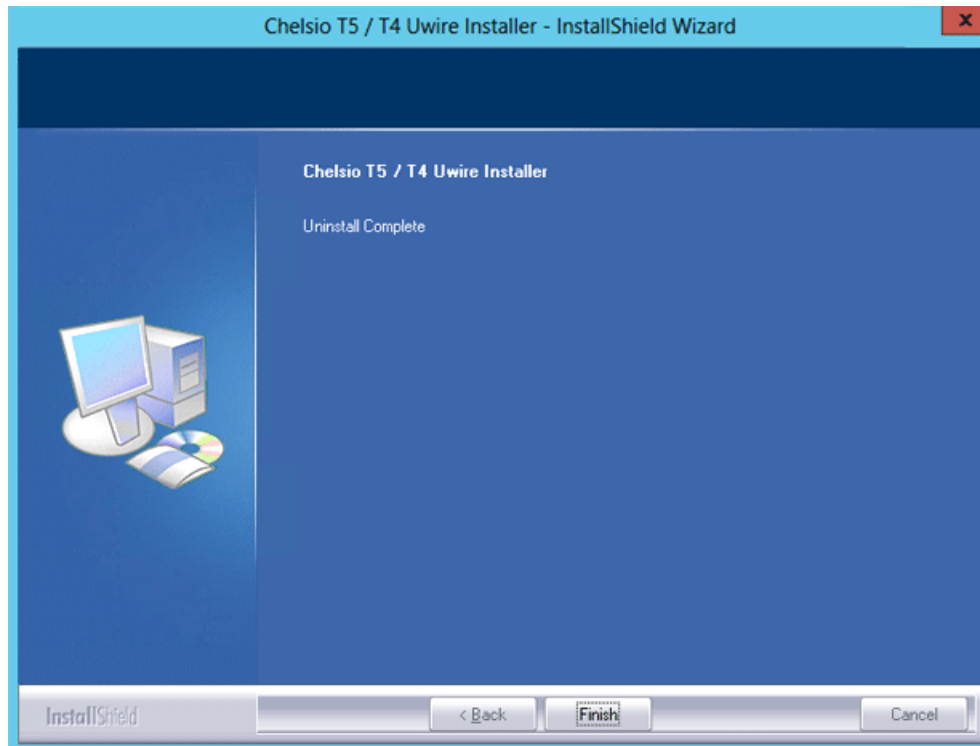 Chelsio T5 / T4 Uwire Installer - InstallShield Wizard
x
Chelsio T5 / T4 Uwire Installer
Uninstall Complete
InstallShield
< Back
Finish
Cancel